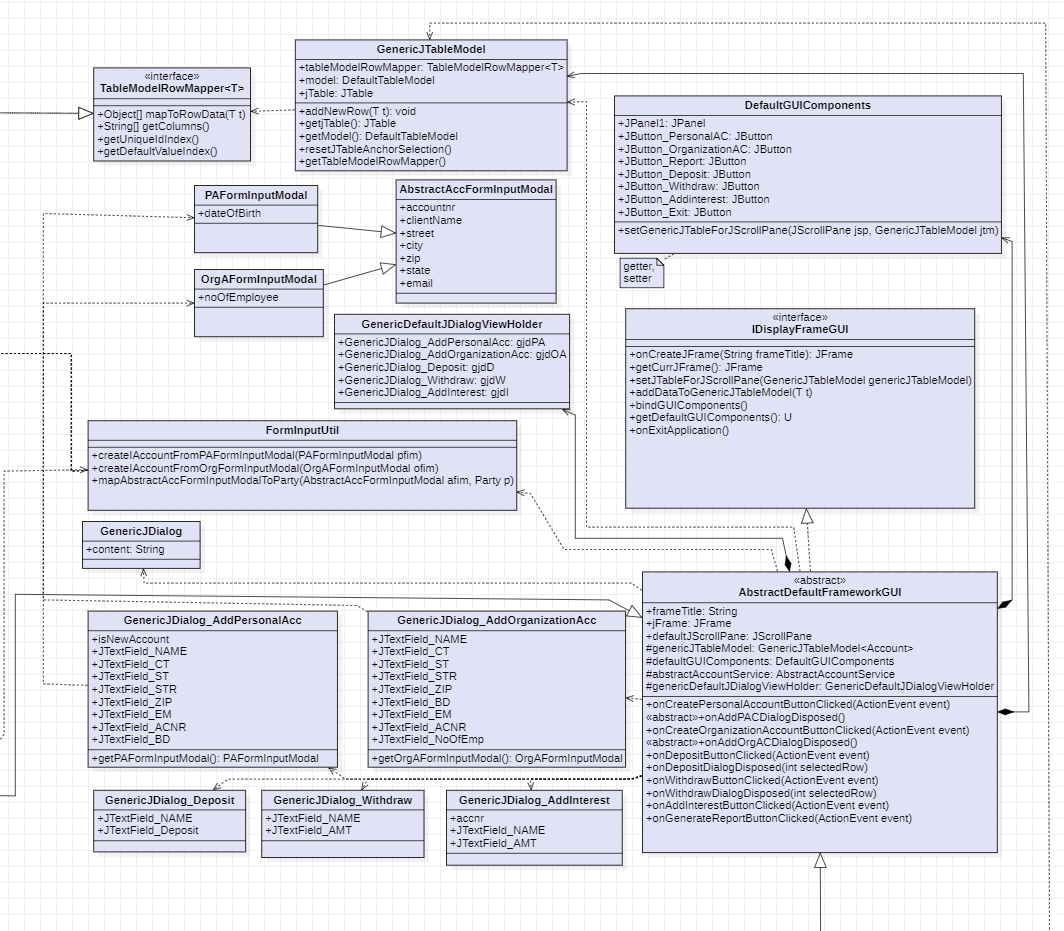 GenericJTableModel
+tableModelRowMapper: TableModelRowMapper<T>
+model: DefaultTableModel
+jTable: JTable
+addNewRow(T t): void
+getjTable(): JTable
+getModel(): DefaultTableModel
+resetJTableAnchorSelection()
+getTableModelRowMapper()
«interface»
TableModelRowMapper<T>
+Object[] mapToRowData(T t)
+String[] getColumns()
+getUniqueIdIndex()
+getDefaultValueIndex()
DefaultGUIComponents
+JPanel1: JPanel
+JButton_PersonalAC: JButton
+JButton_OrganizationAC: JButton
+JButton_Report: JButton
+JButton_Deposit: JButton
+JButton_Withdraw: JButton
+JButton_Addinterest: JButton
+JButton_Exit: JButton
+setGenericJTableForJScrollPane(JScrollPane jsp, GenericJTableModel jtm)
getter,
setter
PAFormInputModal
+dateOfBirth
AbstractAccFormInputModal
+accountnr
+clientName
+street
+city
+zip
+state
+email
OrgAFormInputModal
+noOfEmployee
«interface»
IDisplayFrameGUI
+onCreateJFrame(String frameTitle): JFrame
+getCurrJFrame(): JFrame
+setJTableForJScrollPane(GenericJTableModel genericJTableModel)
+addDataToGenericJTableModel(T t)
+bindGUIComponents()
+getDefaultGUIComponents(): U
+onExitApplication()
GenericDefaultJDialogViewHolder
+GenericJDialog_AddPersonalAcc: gjdPA
+GenericJDialog_AddOrganizationAcc: gjdOA
+GenericJDialog_Deposit: gjdD
+GenericJDialog_Withdraw: gjdW
+GenericJDialog_AddInterest: gjdI
FormInputUtil
+createIAccountFromPAFormInputModal(PAFormInputModal pfim)
+createIAccountFromOrgFormInputModal(OrgAFormInputModal ofim)
+mapAbstractAccFormInputModalToParty(AbstractAccFormInputModal afim, Party p)
GenericJDialog
+content: String
«abstract»
AbstractDefaultFrameworkGUI
+frameTitle: String
+jFrame: JFrame
+defaultJScrollPane: JScrollPane
#genericJTableModel: GenericJTableModel<Account>
#defaultGUIComponents: DefaultGUIComponents
#abstractAccountService: AbstractAccountService
#genericDefaultJDialogViewHolder: GenericDefaultJDialogViewHolder
+onCreatePersonalAccountButtonClicked(ActionEvent event)
«abstract»+onAddPACDialogDisposed()
+onCreateOrganizationAccountButtonClicked(ActionEvent event)
«abstract»+onAddOrgACDialogDisposed()
+onDepositButtonClicked(ActionEvent event)
+onDepositDialogDisposed(int selectedRow)
+onWithdrawButtonClicked(ActionEvent event)
+onWithdrawDialogDisposed(int selectedRow)
+onAddInterestButtonClicked(ActionEvent event)
+onGenerateReportButtonClicked(ActionEvent event)
GenericJDialog_AddPersonalAcc
+isNewAccount
+JTextField_NAME
+JTextField_CT
+JTextField_ST
+JTextField_STR
+JTextField_ZIP
+JTextField_EM
+JTextField_ACNR
+JTextField_BD
+getPAFormInputModal(): PAFormInputModal
GenericJDialog_AddOrganizationAcc
+JTextField_NAME
+JTextField_CT
+JTextField_ST
+JTextField_STR
+JTextField_ZIP
+JTextField_BD
+JTextField_EM
+JTextField_ACNR
+JTextField_NoOfEmp
+getOrgAFormInputModal(): OrgAFormInputModal
GenericJDialog_Deposit
+JTextField_NAME
+JTextField_Deposit
GenericJDialog_Withdraw
+JTextField_NAME
+JTextField_AMT
GenericJDialog_AddInterest
+accnr
+JTextField_NAME
+JTextField_AMT